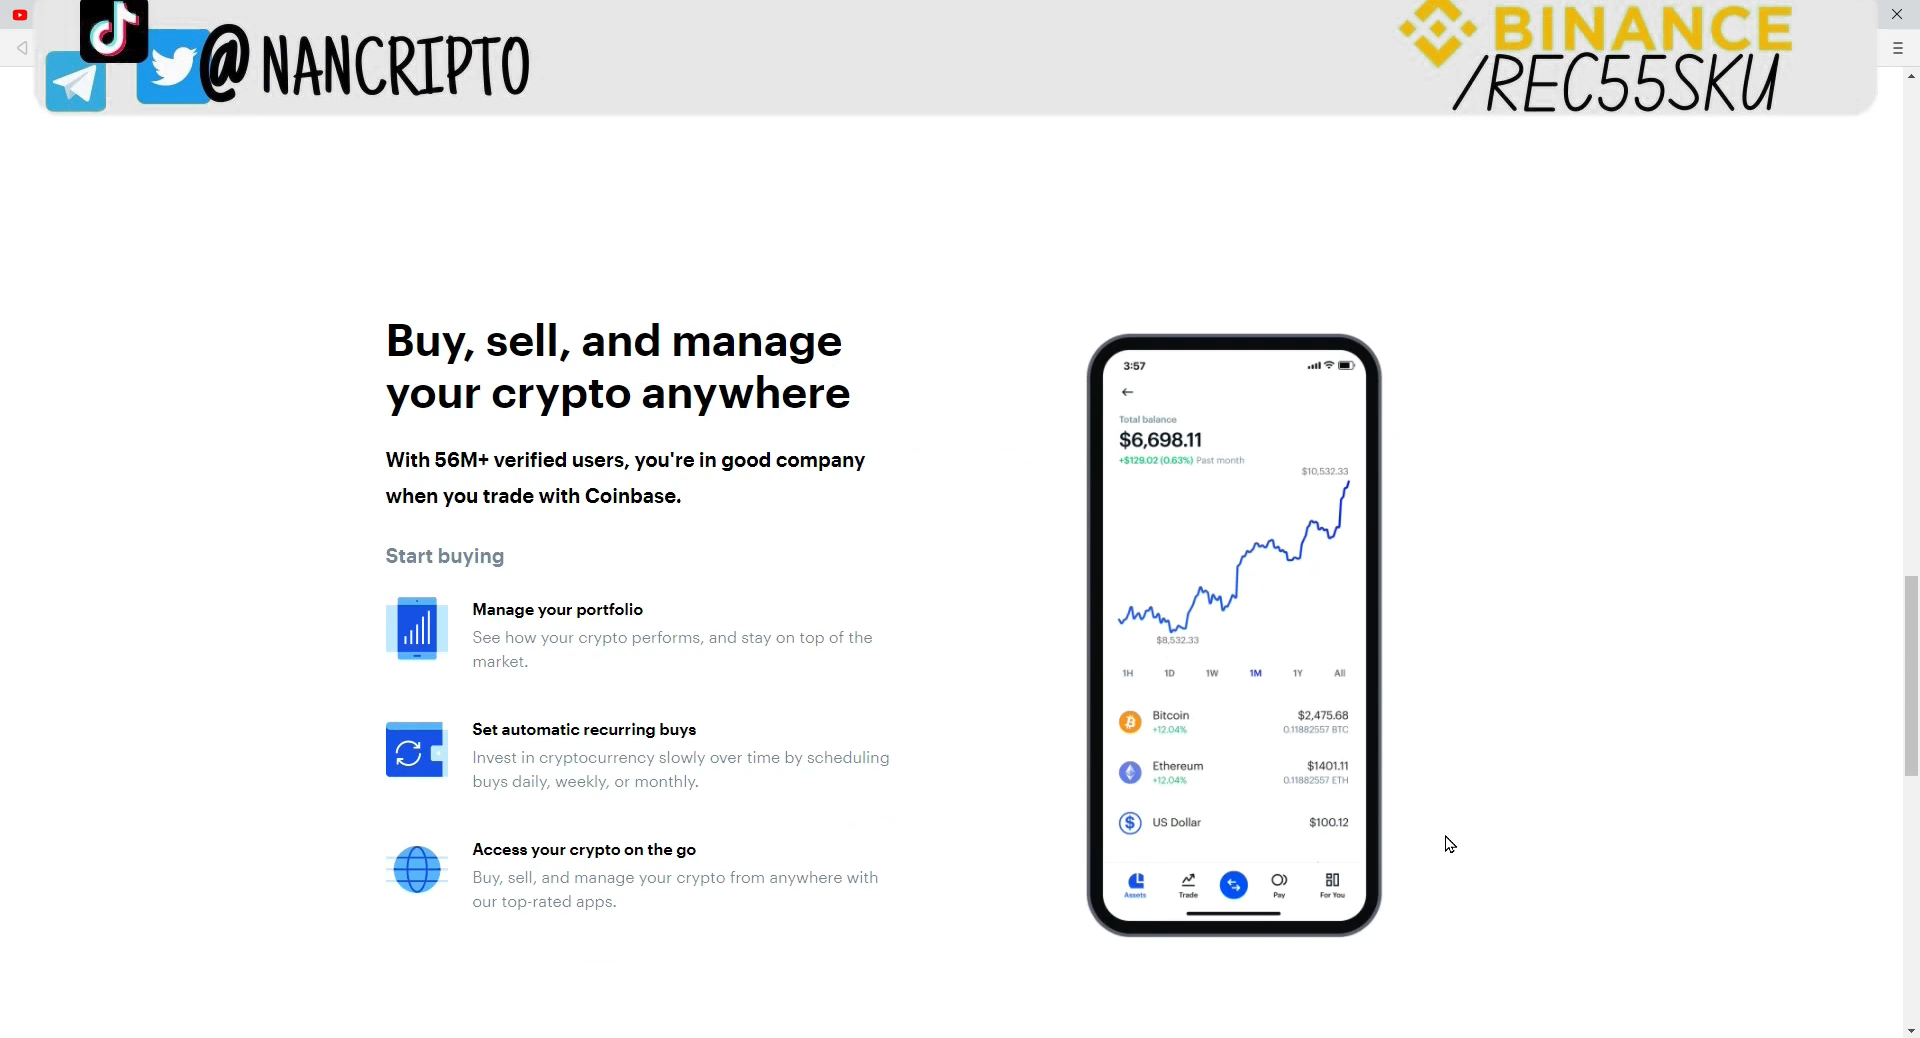 @NANCRIPTO
BINANCE
/REC55SKU
Buy, sell, and manage
your crypto anywhere
With 56M+ verified users, you're in good company
when you trade with Coinbase.
Start buying
Manage your portfolio
See how your crypto performs, and stay on top of the
market.
Set automatic recurring buys
Invest in cryptocurrency slowly over time by scheduling
buys daily, weekly, or monthly.
Access your crypto on the go
Buy, sell, and manage your crypto from anywhere with
our top-rated apps.
3:57
Total balance
$6,698.11
+$129.02 (0.63%) Past month
$10,532.33
$8,532.33
1H 1D 1W 1M 1Y All
Bitcoin $2,475.68
+12.04% 0.11882557 BTC
Ethereum $1401.11
+12.04% 0.11882557 ETH
US Dollar $100.12
Assets Trade Pay For You